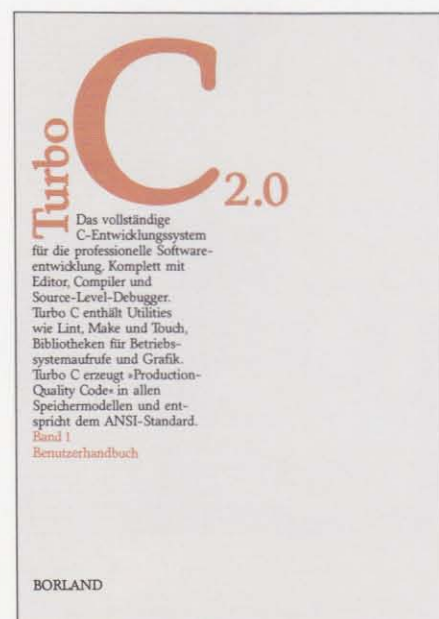 Turbo
C
2.0
Das vollständige
C-Entwicklungssystem
für die professionelle Software-
entwicklung. Komplett mit
Editor, Compiler und
Source-Level-Debugger.
Turbo C enthält Utilities
wie Lint, Make und Touch,
Bibliotheken für Betriebs-
systemaufrufe und Grafik.
Turbo C erzeugt »Production-
Quality Code« in allen
Speichermodellen und ent-
spricht dem ANSI-Standard.
Band 1
Benutzerhandbuch
BORLAND